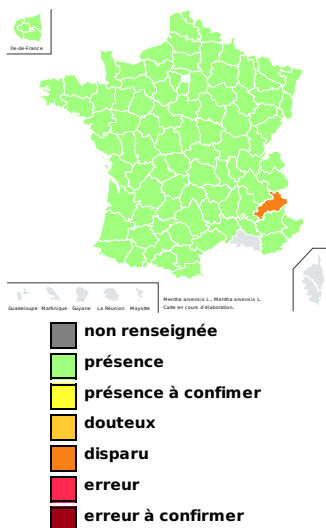 Île-de-France
Guadeloupe Martinique Guyane La Réunion Mayotte
Mentha arvensis L., Mentha arvensis L.
Carte en cours d'élaboration.
non renseignée
présence
présence à confimer
douteux
disparu
erreur
erreur à confirmer